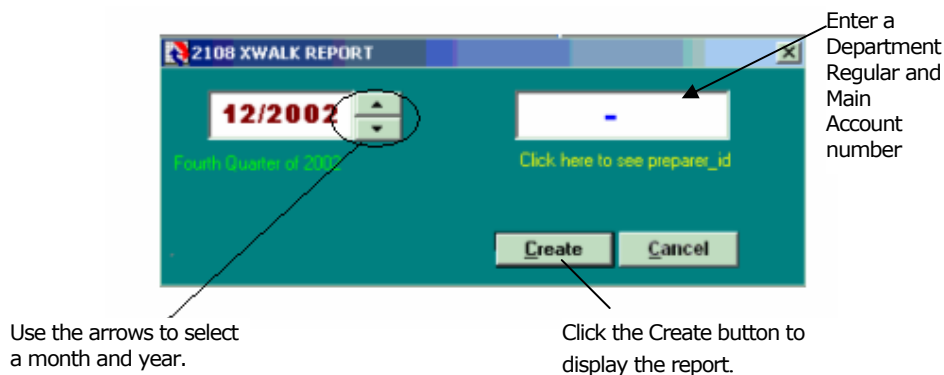 Enter a
Department
Regular and
Main
Account
number
2108 XWALK REPORT
12/2002
-
Fourth Quarter of 2002
Click here to see preparer_id
Create
Cancel
Use the arrows to select
a month and year.
Click the Create button to
display the report.